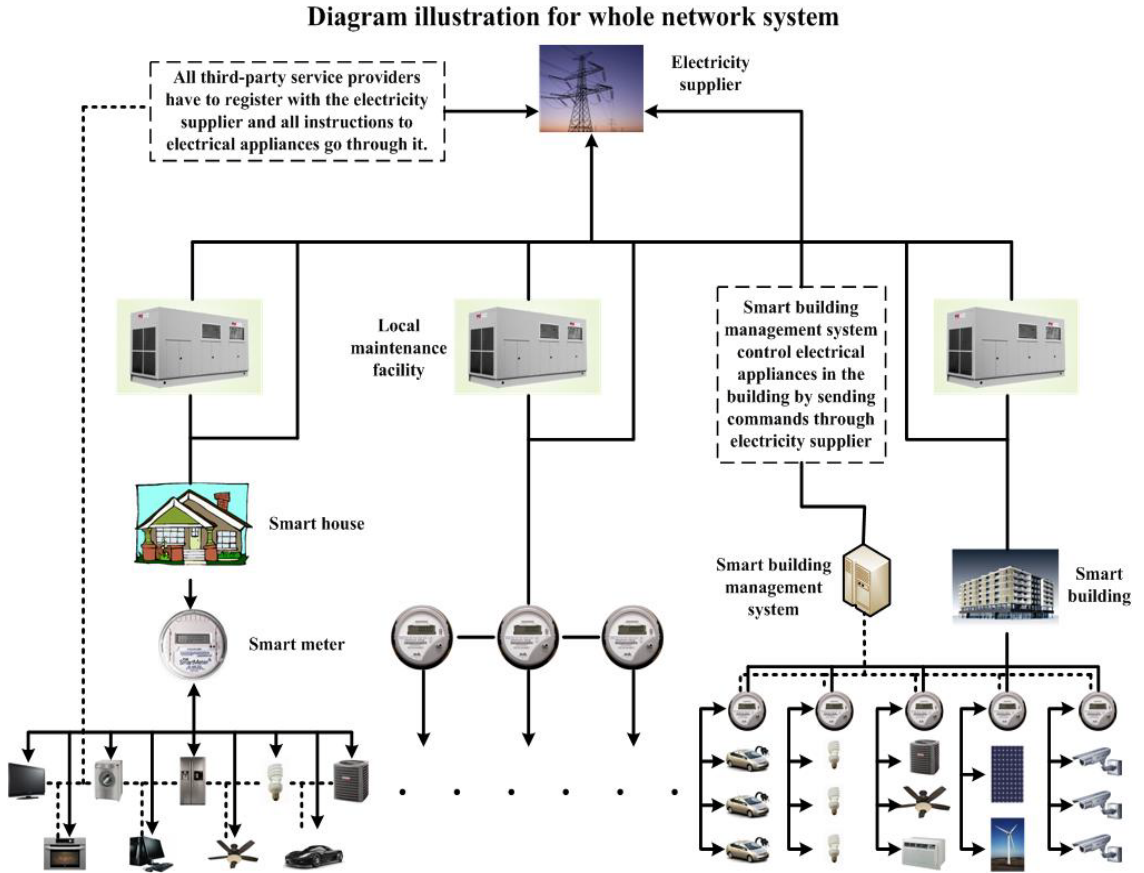 Diagram illustration for whole network system
All third-party service providers
have to register with the electricity
supplier and all instructions to
electrical appliances go through it.
Electricity
supplier
Local
maintenance
facility
Smart building
management system
control electrical
appliances in the
building by sending
commands through
electricity supplier
Smart house
Smart building
management
system
Smart
building
Smart meter
SmartMeter